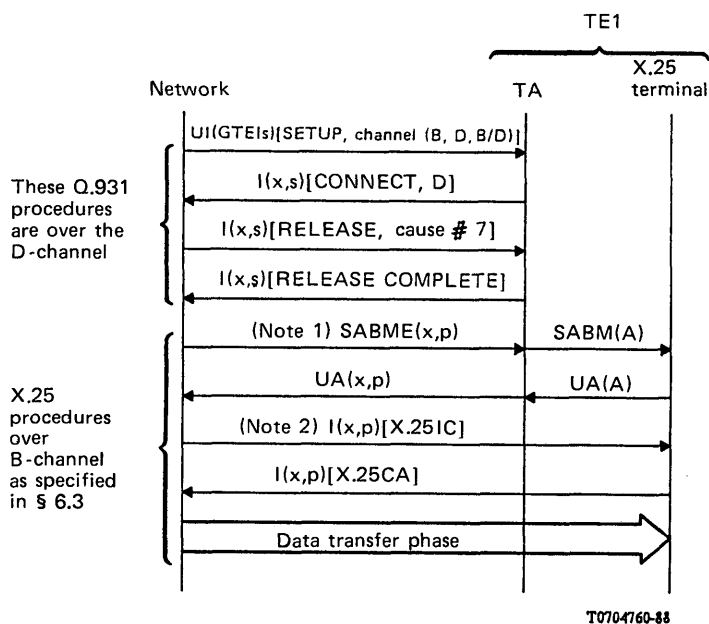 TE1
X.25
Network TA terminal
UI(GTEIs)[SETUP, channel (B, D, B/D)]
I(x,s)[CONNECT, D]
These Q.931
procedures
are over the
D-channel
I(x,s)[RELEASE, cause # 7]
I(x,s)[RELEASE COMPLETE]
(Note 1) SABME(x,p) SABM(A)
UA(x,p) UA(A)
X.25
procedures
over
B-channel
as specified
in § 6.3
(Note 2) I(x,p)[X.25IC]
I(x,p)[X.25CA]
Data transfer phase
T0704760-88